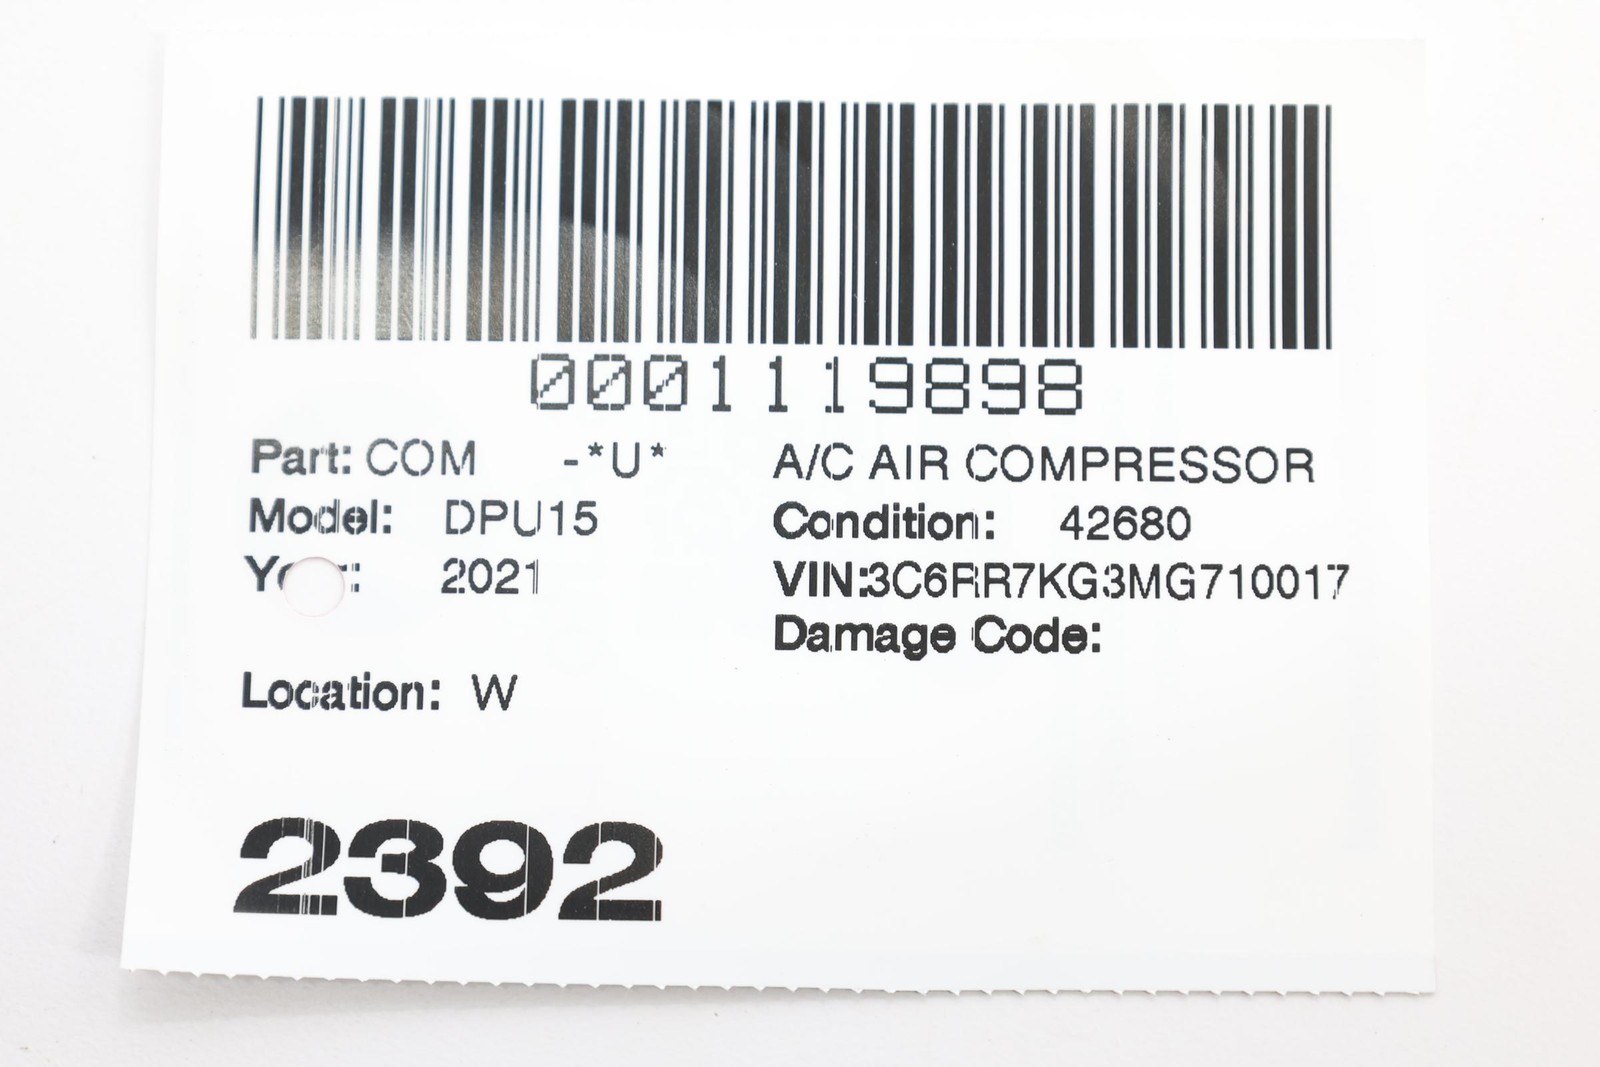 0001119898
Part: COM -*U* A/C AIR COMPRESSOR
Model: DPU15 Condition: 42680
2021 VIN:3C6RR7KG3MG710017
Damage Code:
Location: W
2392